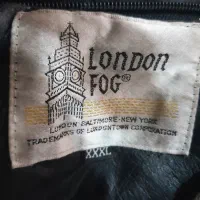 LONDON
FOG®
LONDON·BALTIMORE·NEW YORK
TRADEMARKS OF LONDONTOWN CORPORATION
XXXL